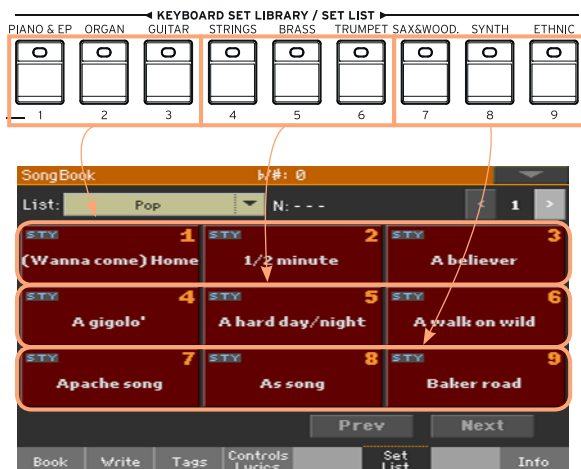 KEYBOARD SET LIBRARY / SET LIST
PIANO & EP ORGAN GUITAR STRINGS BRASS TRUMPET SAX&WOOD. SYNTH ETHNIC
1 2 3 4 5 6 7 8 9
SongBook ♭/#: 0
List: Pop N:--- < 1 >
STY 1 STY 2 STY 3
(Wanna come) Home 1/2 minute A believer
STY 4 STY 5 STY 6
A gigolo' A hard day/night A walk on wild
STY 7 STY 8 STY 9
Apache song As song Baker road
Prev Next
Book Write Tags Controls Lyrics Set List Info